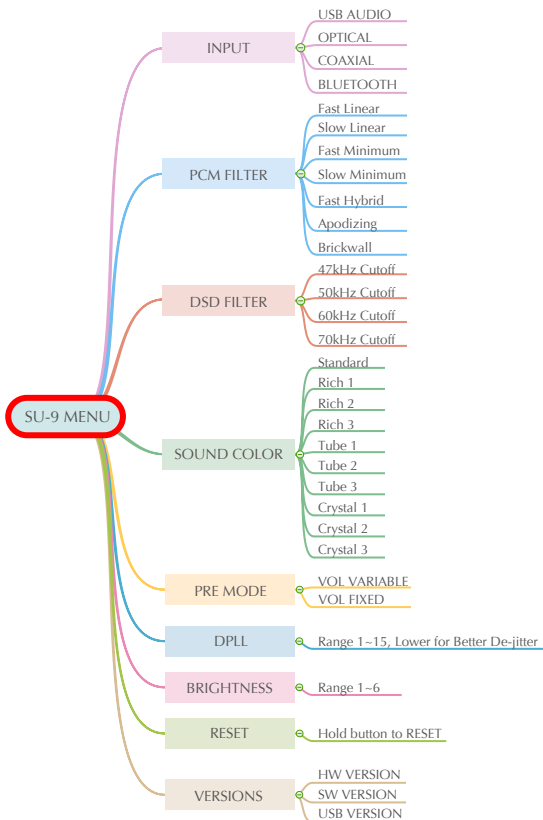 SU-9 MENU
INPUT
USB AUDIO
OPTICAL
COAXIAL
BLUETOOTH
PCM FILTER
Fast Linear
Slow Linear
Fast Minimum
Slow Minimum
Fast Hybrid
Apodizing
Brickwall
DSD FILTER
47kHz Cutoff
50kHz Cutoff
60kHz Cutoff
70kHz Cutoff
SOUND COLOR
Standard
Rich 1
Rich 2
Rich 3
Tube 1
Tube 2
Tube 3
Crystal 1
Crystal 2
Crystal 3
PRE MODE
VOL VARIABLE
VOL FIXED
DPLL
Range 1~15, Lower for Better De-jitter
BRIGHTNESS
Range 1~6
RESET
Hold button to RESET
VERSIONS
HW VERSION
SW VERSION
USB VERSION